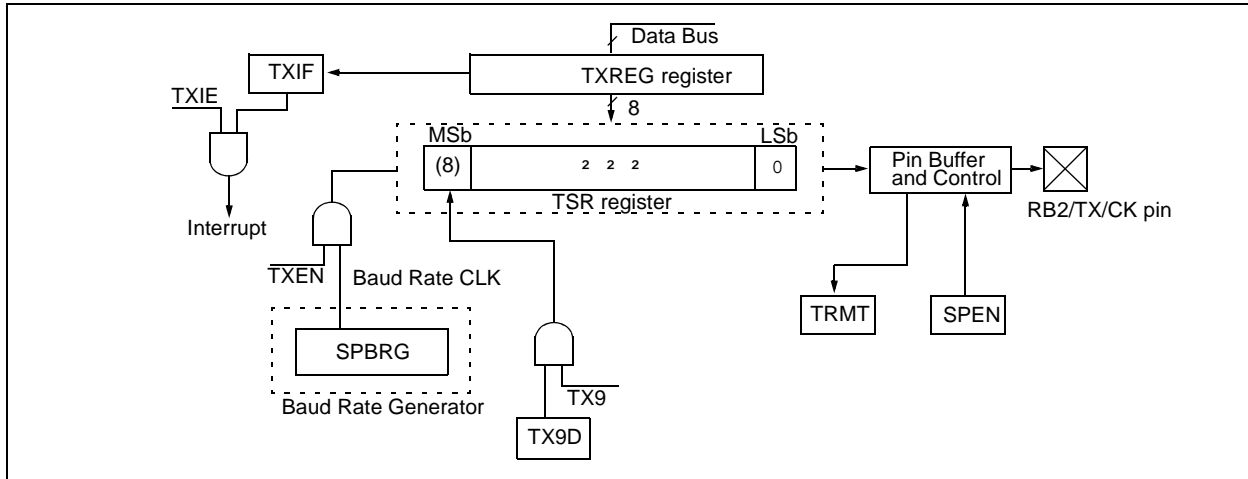 Data Bus
TXIF
TXREG register
TXIE
8
MSb
LSb
(8)
² ² ²
0
Pin Buffer
and Control
TSR register
RB2/TX/CK pin
Interrupt
TXEN
Baud Rate CLK
TRMT
SPEN
SPBRG
TX9
Baud Rate Generator
TX9D